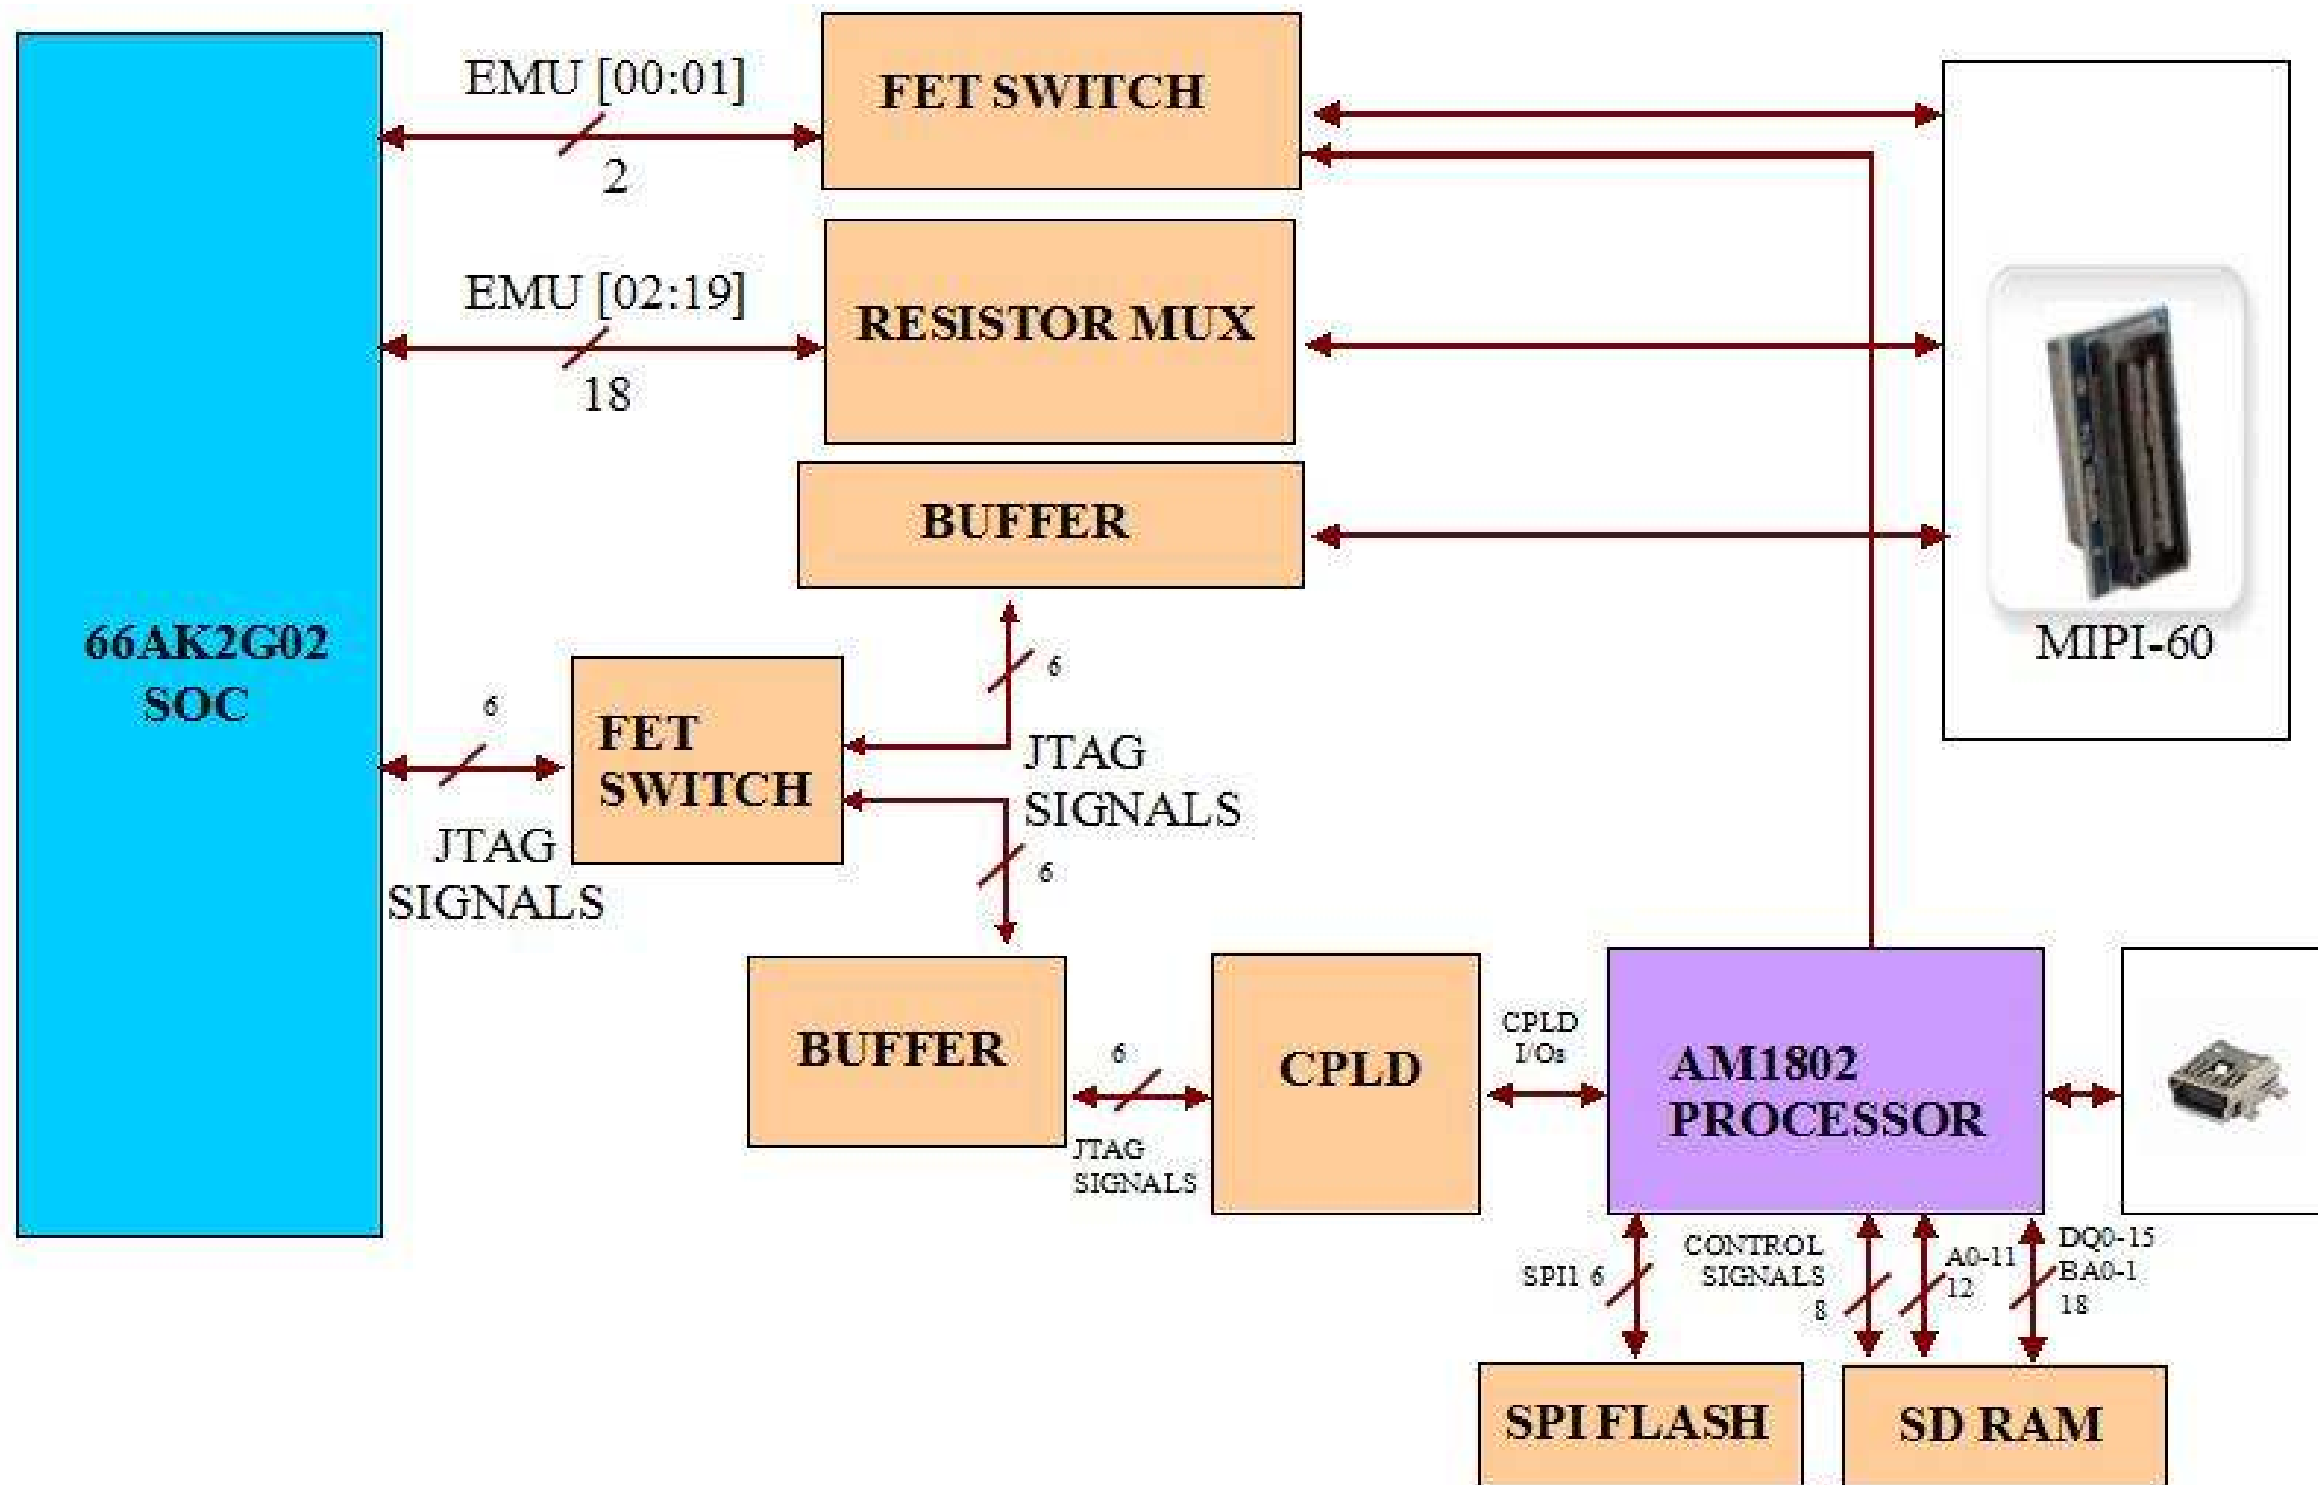 EMU [00:01]
2
FET SWITCH
EMU [02:19]
18
RESISTOR MUX
BUFFER
MIPI-60
66AK2G02
SOC
6
JTAG
SIGNALS
FET
SWITCH
6
JTAG
SIGNALS
6
BUFFER
6
JTAG
SIGNALS
CPLD
CPLD
I/Os
AM1802
PROCESSOR
SPI1 6
CONTROL
SIGNALS
8
A0-11
12
DQ0-15
BA0-1
18
SPI FLASH
SD RAM